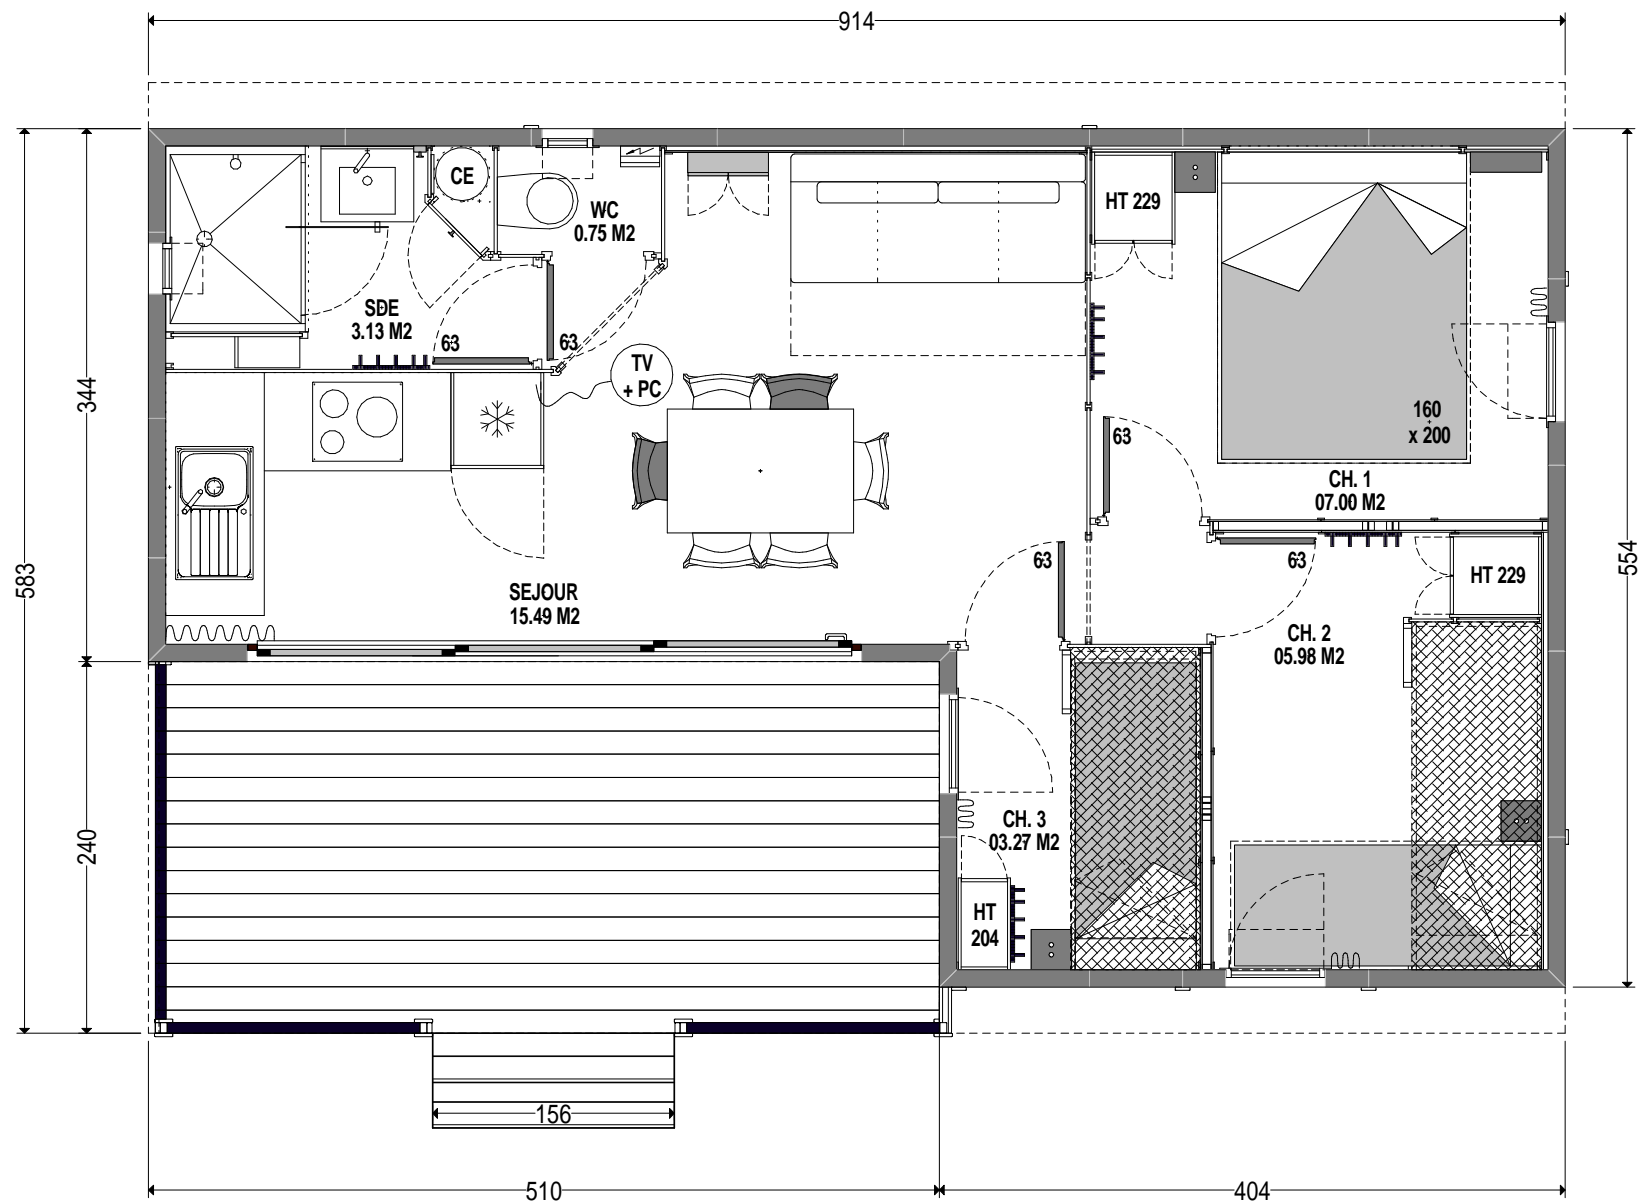 914
CE
WC
0.75 M2
HT 229
SDE
3.13 M2
63
63
TV
+ PC
344
160
x 200
63
CH. 1
07.00 M2
583
554
63
63
HT 229
SEJOUR
15.49 M2
CH. 2
05.98 M2
240
CH. 3
03.27 M2
HT
204
156
510
404